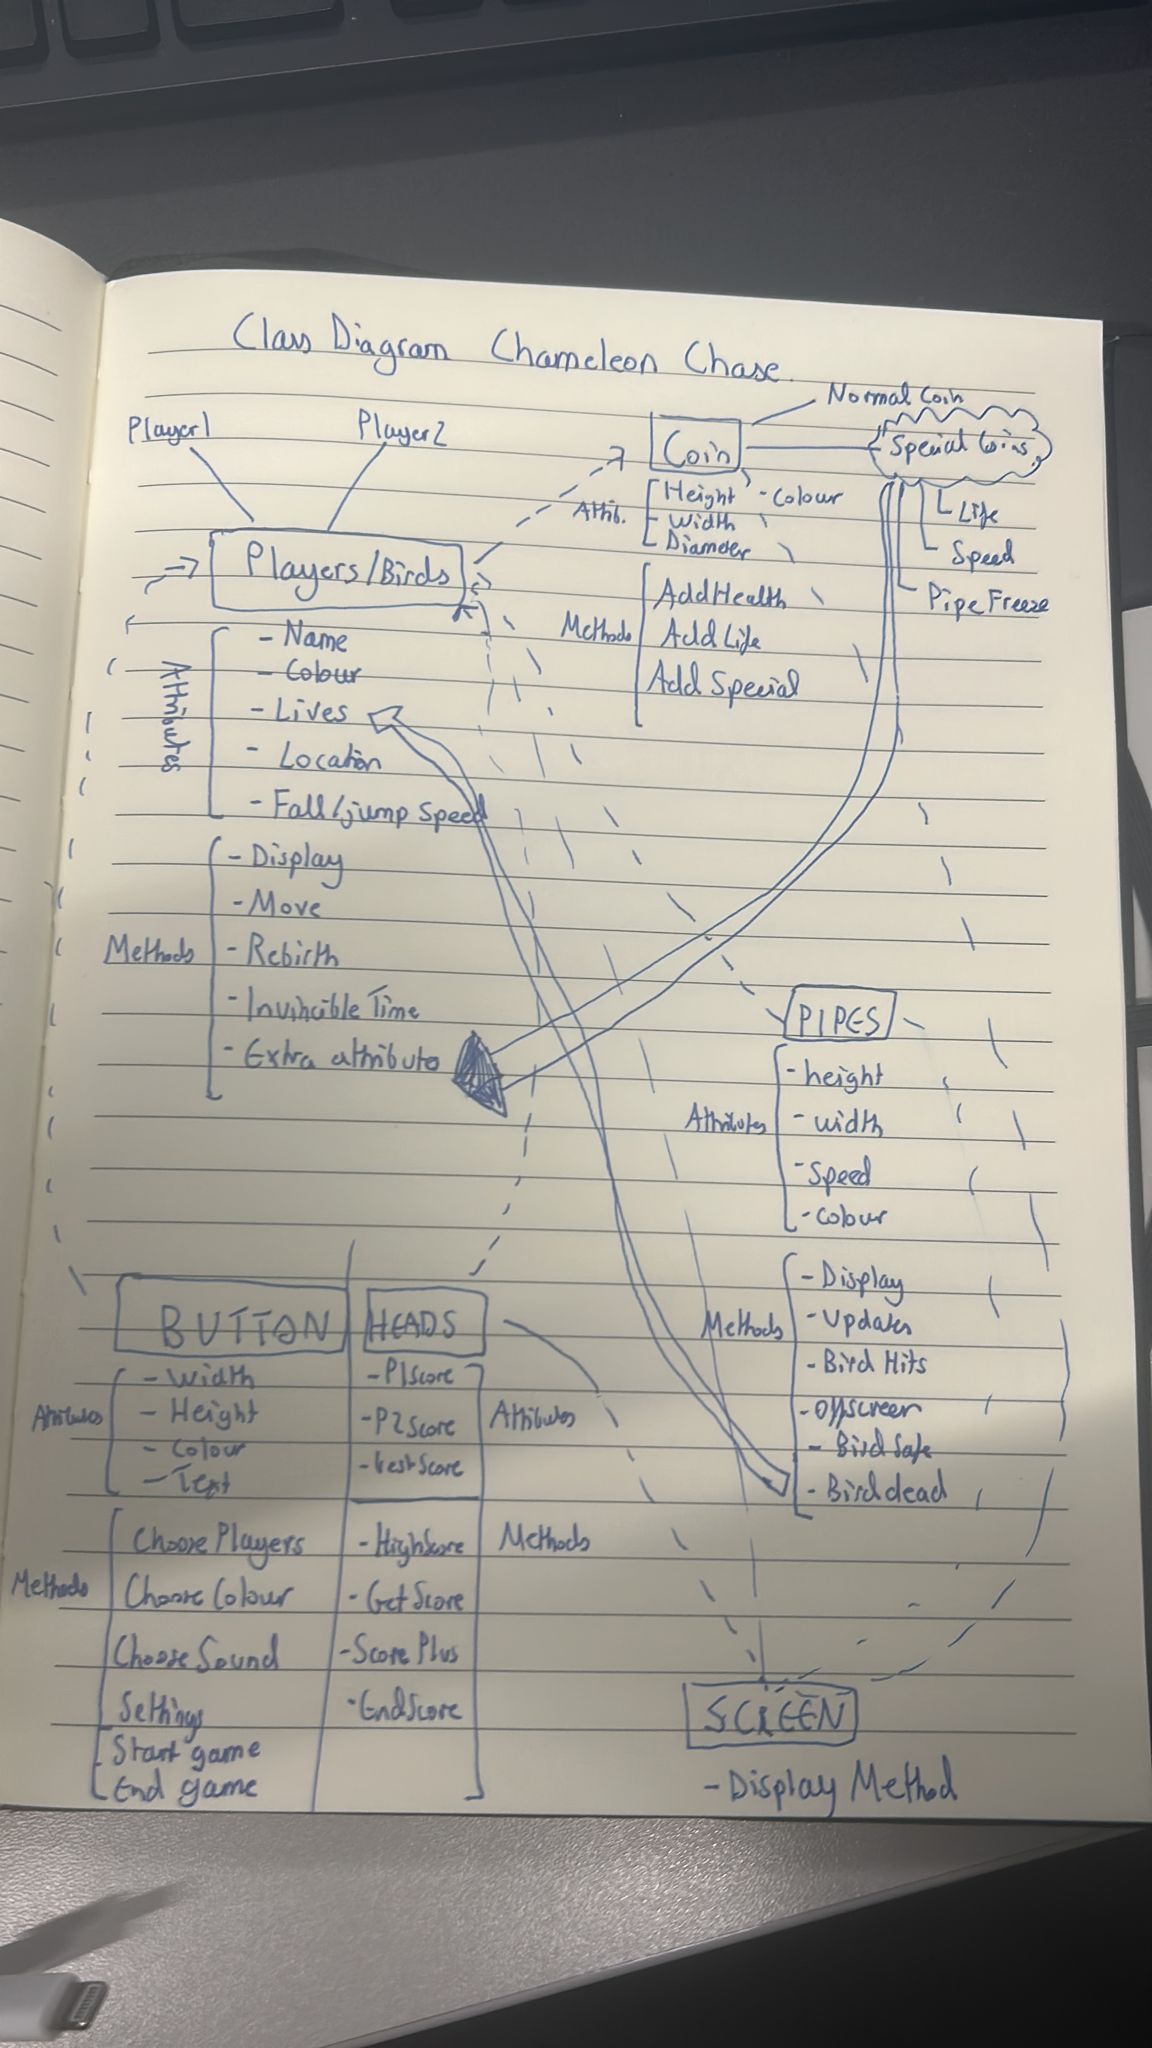 Class Diagram Chameleon Chase.
Player1
Player2
Players/Birds
Attributes
- Name
- Colour
- Lives
- Location
- Fall/jump Speed
Methods
- Display
- Move
- Rebirth
- Invincible Time
- Extra attribute
Coin
Normal Coin
Special Coins
Life
Speed
Pipe Freeze
Attrib.
Height - Colour
Width
Diameter
Methods
Add Health
Add Life
Add Special
PIPES
Attributes
- height
- width
- Speed
- Colour
Methods
- Display
- Updates
- Bird Hits
- Offscreen
- Bird Safe
- Bird dead
BUTTON
Attributes
- Width
- Height
- Colour
- Text
Methods
Choose Players
Choose Colour
Choose Sound
Settings
Start game
End game
HEADS
Attributes
- P1Score
- P2Score
- BestScore
Methods
- HighScore
- Get Score
- Score Plus
- EndScore
SCREEN
- Display Method